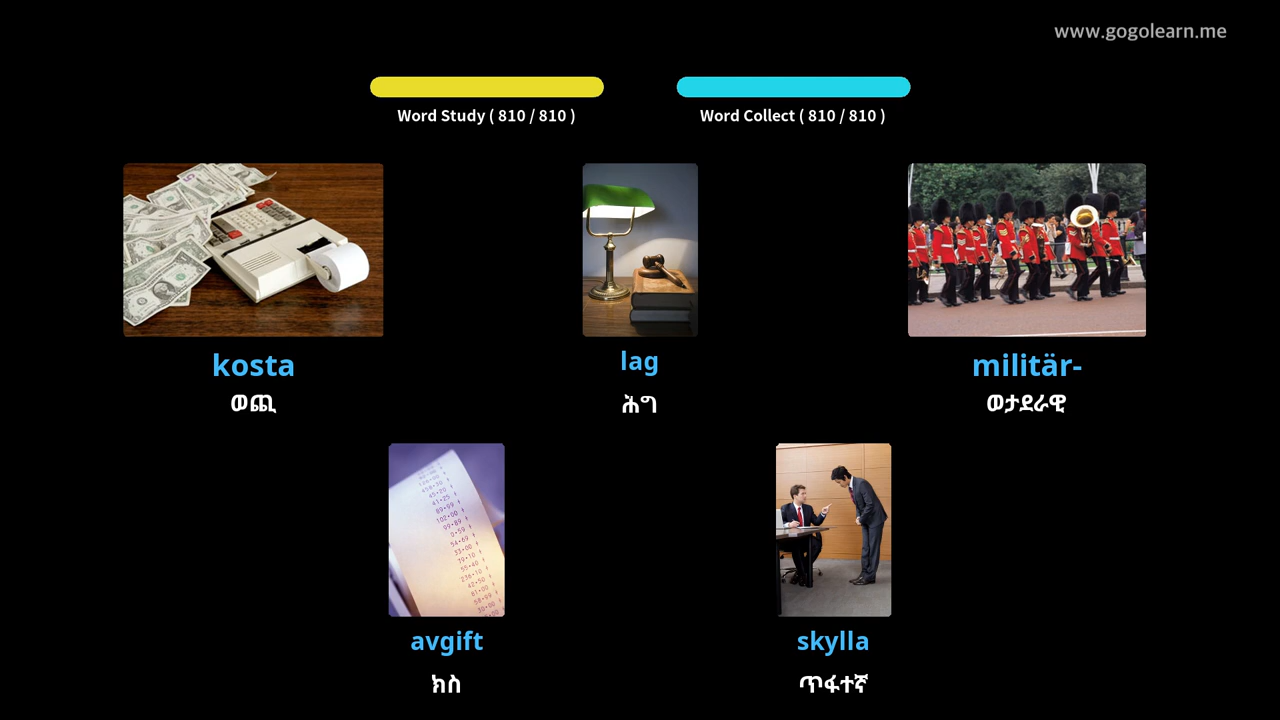 www.gogolearn.me
Word Study ( 810 / 810 )
Word Collect ( 810 / 810 )
kosta
ወጪ
lag
ሕግ
militär-
ወታደራዊ
avgift
ክስ
skylla
ጥፋተኛ